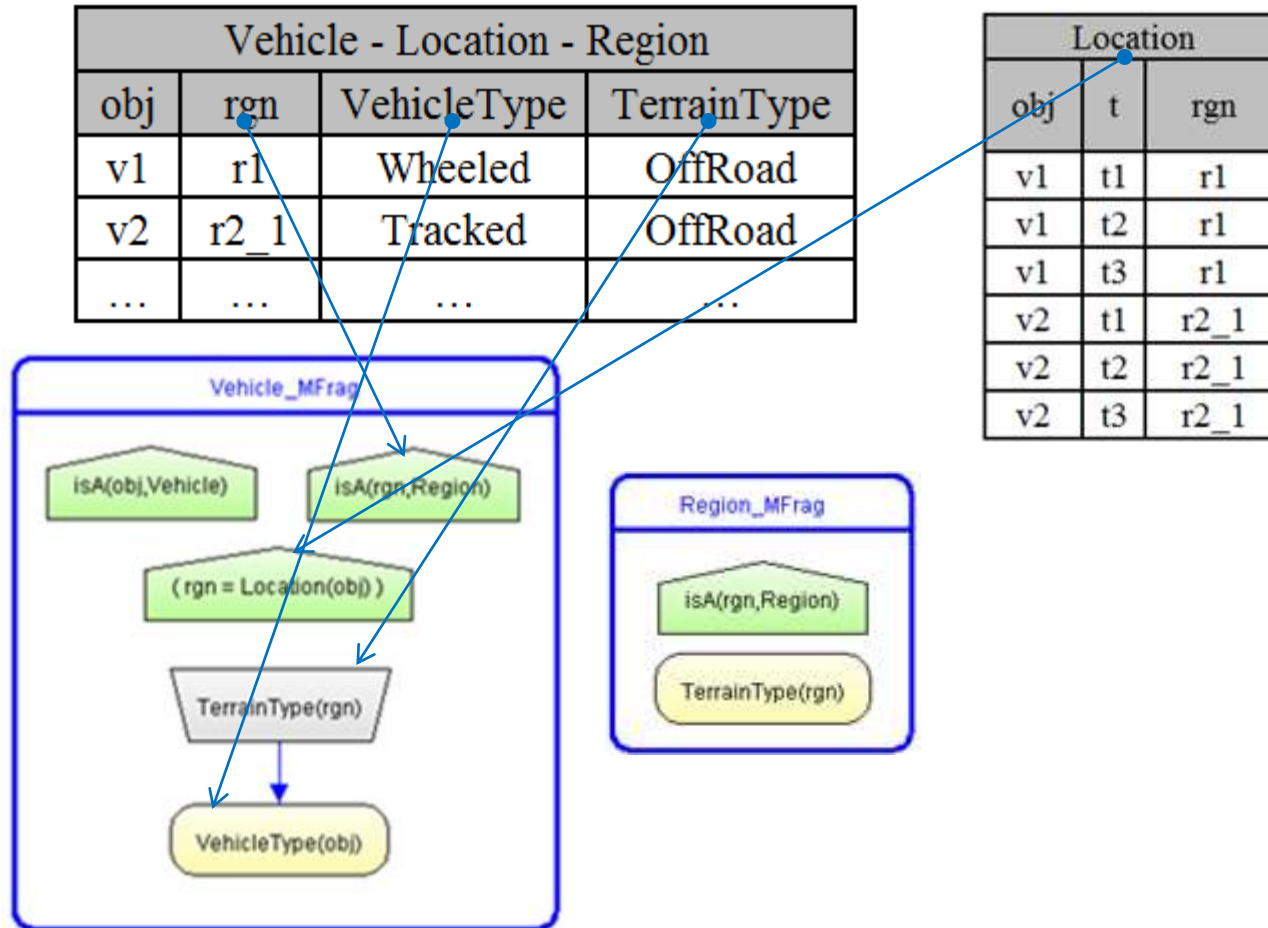 Vehicle - Location - Region
obj rgn VehicleType TerrainType
v1 r1 Wheeled OffRoad
v2 r2_1 Tracked OffRoad
… … … …
Location
obj t rgn
v1 t1 r1
v1 t2 r1
v1 t3 r1
v2 t1 r2_1
v2 t2 r2_1
v2 t3 r2_1
Vehicle_MFrag
isA(obj,Vehicle) isA(rgn,Region)
( rgn = Location(obj) )
TerrainType(rgn)
VehicleType(obj)
Region_MFrag
isA(rgn,Region)
TerrainType(rgn)